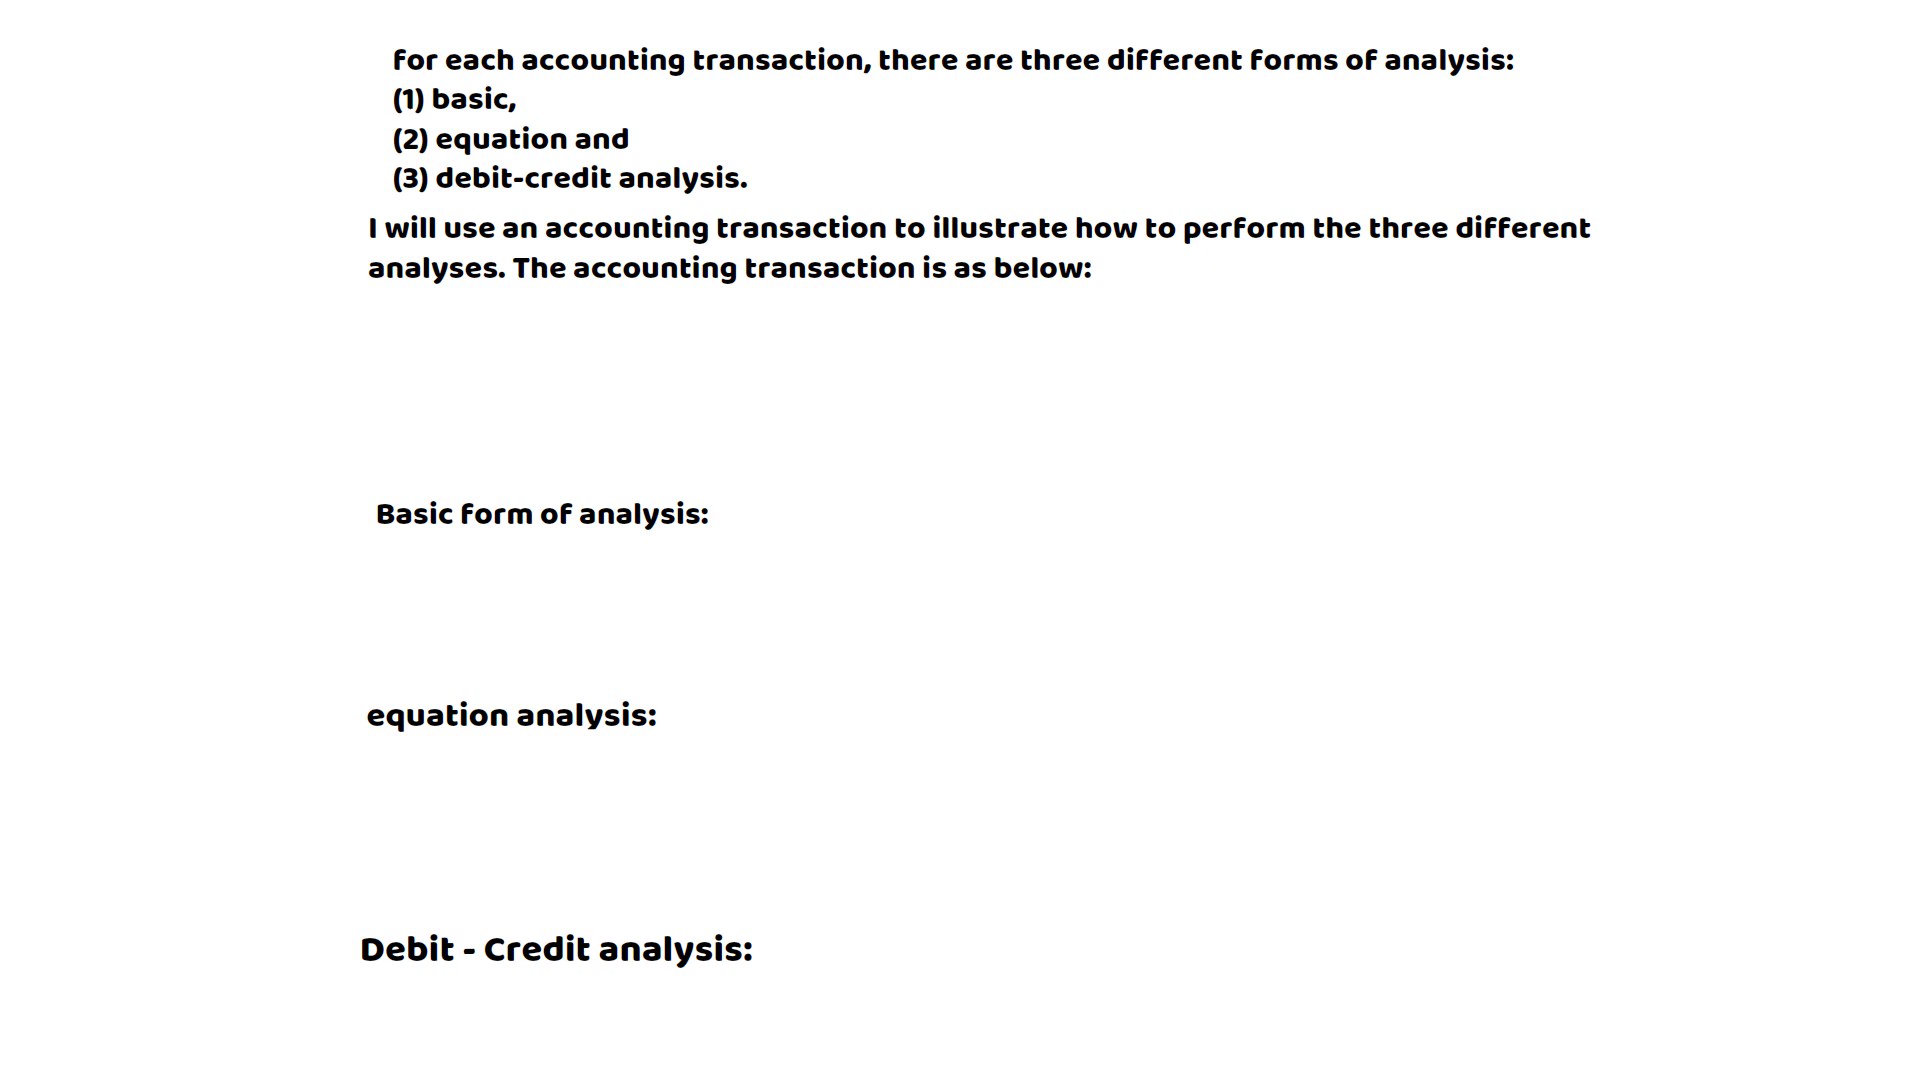 for each accounting transaction, there are three different forms of analysis:
(1) basic,
(2) equation and
(3) debit-credit analysis.
I will use an accounting transaction to illustrate how to perform the three different
analyses. The accounting transaction is as below:
Basic form of analysis:
equation analysis:
Debit - Credit analysis: